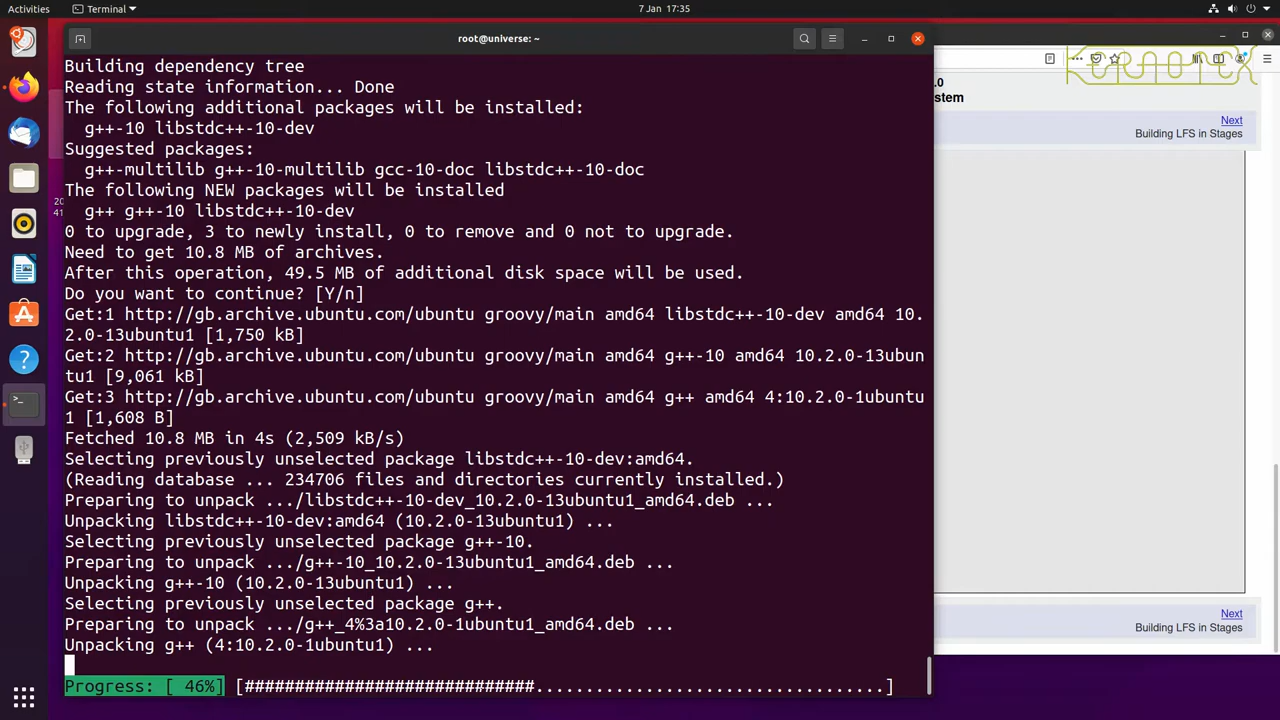 Activities
Terminal
7 Jan 17:35
root@universe: ~
Building dependency tree
Reading state information... Done
The following additional packages will be installed:
g++-10 libstdc++-10-dev
Suggested packages:
g++-multilib g++-10-multilib gcc-10-doc libstdc++-10-doc
The following NEW packages will be installed
g++ g++-10 libstdc++-10-dev
0 to upgrade, 3 to newly install, 0 to remove and 0 not to upgrade.
Need to get 10.8 MB of archives.
After this operation, 49.5 MB of additional disk space will be used.
Do you want to continue? [Y/n]
Get:1 http://gb.archive.ubuntu.com/ubuntu groovy/main amd64 libstdc++-10-dev amd64 10.
2.0-13ubuntu1 [1,750 kB]
Get:2 http://gb.archive.ubuntu.com/ubuntu groovy/main amd64 g++-10 amd64 10.2.0-13ubun
tu1 [9,061 kB]
Get:3 http://gb.archive.ubuntu.com/ubuntu groovy/main amd64 g++ amd64 4:10.2.0-1ubuntu
1 [1,608 B]
Fetched 10.8 MB in 4s (2,509 kB/s)
Selecting previously unselected package libstdc++-10-dev:amd64.
(Reading database ... 234706 files and directories currently installed.)
Preparing to unpack .../libstdc++-10-dev_10.2.0-13ubuntu1_amd64.deb ...
Unpacking libstdc++-10-dev:amd64 (10.2.0-13ubuntu1) ...
Selecting previously unselected package g++-10.
Preparing to unpack .../g++-10_10.2.0-13ubuntu1_amd64.deb ...
Unpacking g++-10 (10.2.0-13ubuntu1) ...
Selecting previously unselected package g++.
Preparing to unpack .../g++_4%3a10.2.0-1ubuntu1_amd64.deb ...
Unpacking g++ (4:10.2.0-1ubuntu1) ...
Progress: [ 46%] [#############################...................................]
.0
stem
Next
Building LFS in Stages
Next
Building LFS in Stages
20
41